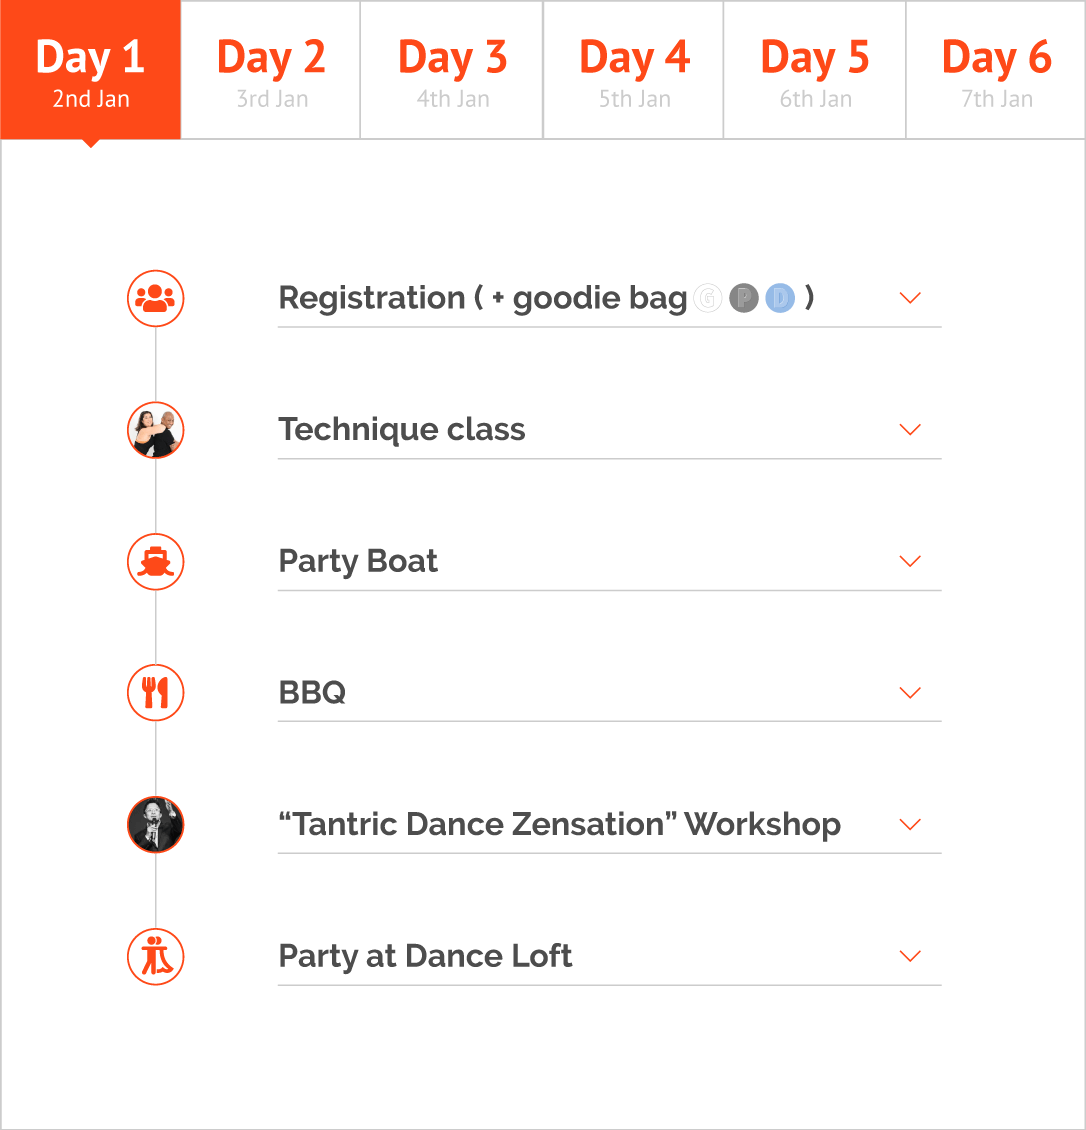 Day 1 Day 2 Day 3 Day 4 Day 5 Day 6
2nd Jan 3rd Jan 4th Jan 5th Jan 6th Jan 7th Jan
Registration ( + goodie bag G P D )
Technique class
Party Boat
BBQ
“Tantric Dance Zensation” Workshop
Party at Dance Loft